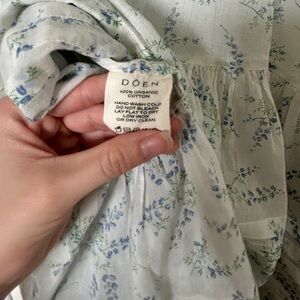 DÔEN
100% ORGANIC
COTTON
HAND WASH COLD
DO NOT BLEACH
LAY FLAT TO DRY
LOW IRON
OR DRY CLEAN